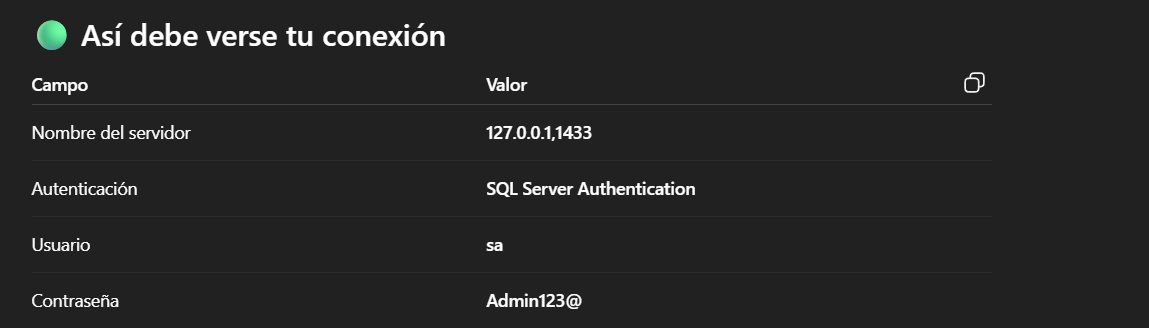 Así debe verse tu conexión
Campo Valor
Nombre del servidor 127.0.0.1,1433
Autenticación SQL Server Authentication
Usuario sa
Contraseña Admin123@